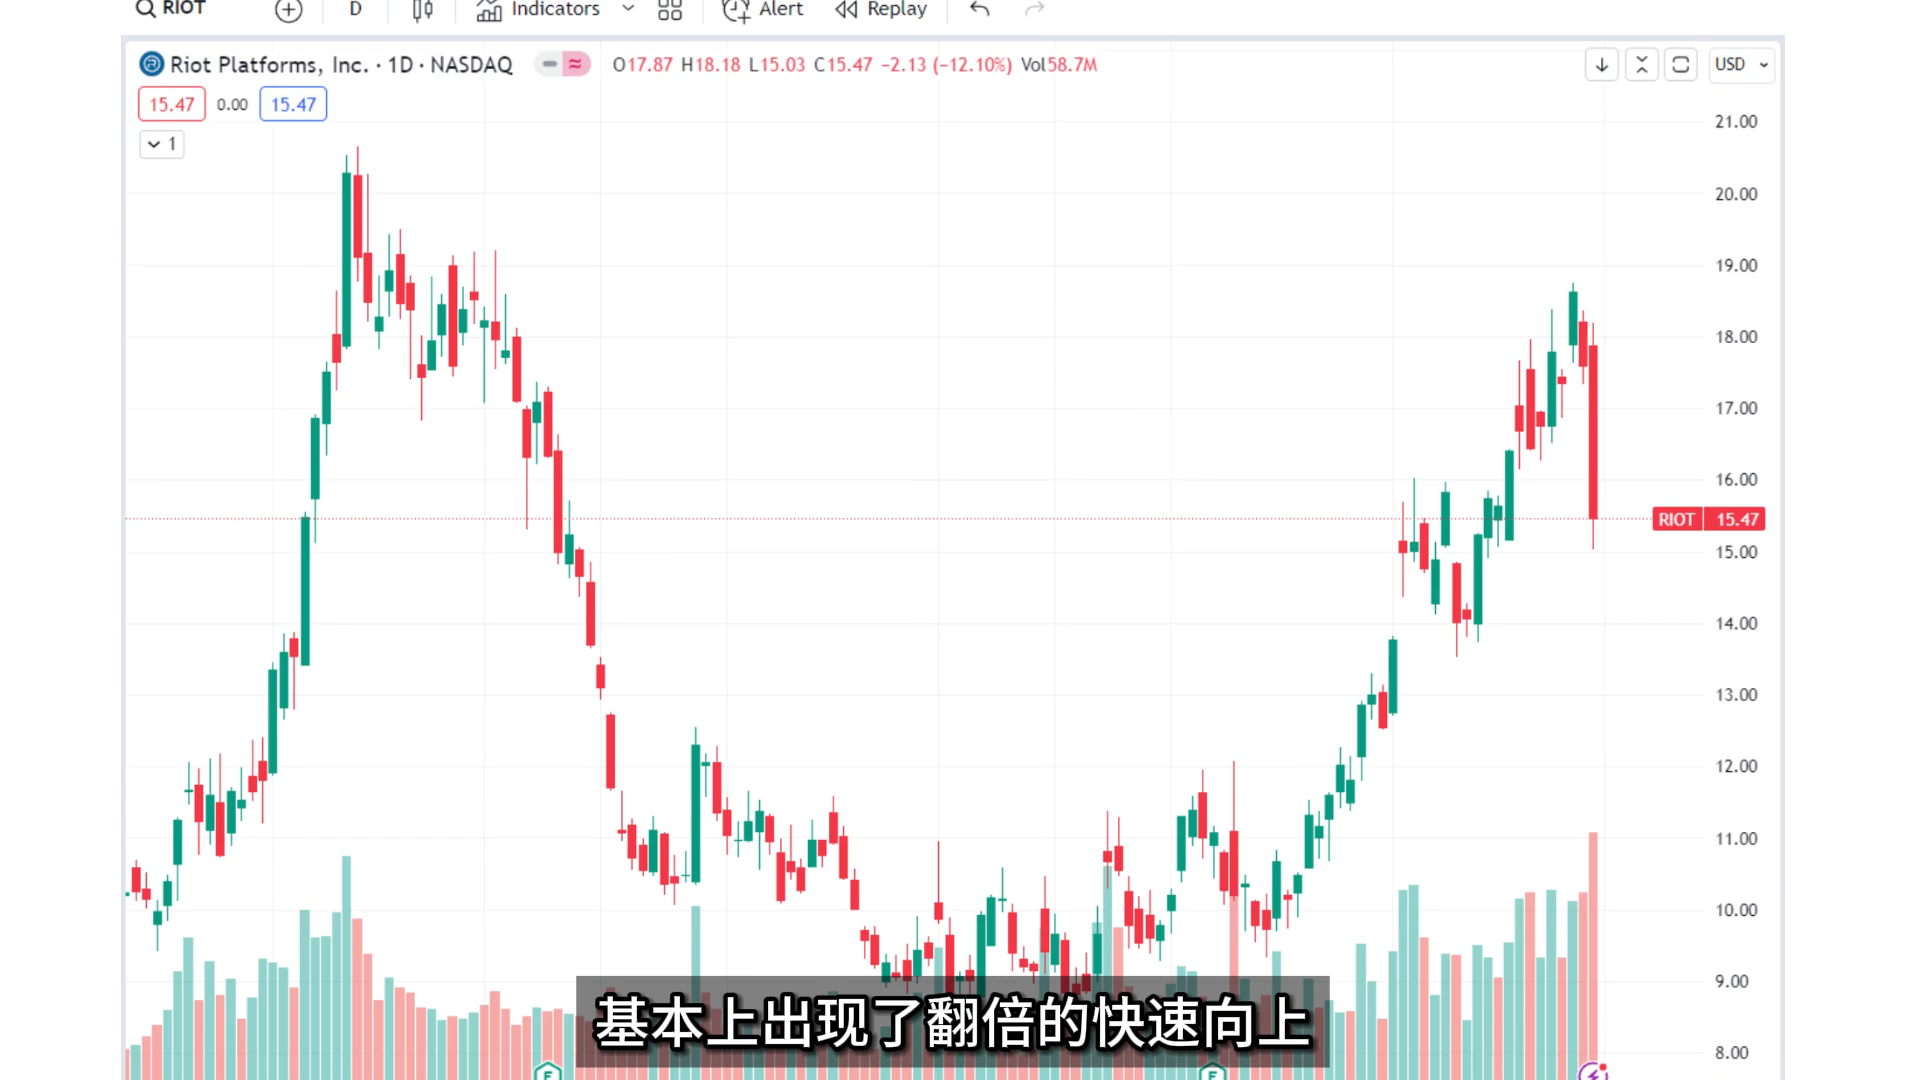 RIOT D Indicators Alert Replay
Riot Platforms, Inc. · 1D · NASDAQ O17.87 H18.18 L15.03 C15.47 −2.13 (−12.10%) Vol58.7M USD
15.47 0.00 15.47
1
21.00
20.00
19.00
18.00
17.00
16.00
RIOT 15.47
15.00
14.00
13.00
12.00
11.00
10.00
9.00
基本上出现了翻倍的快速向上
8.00
E E